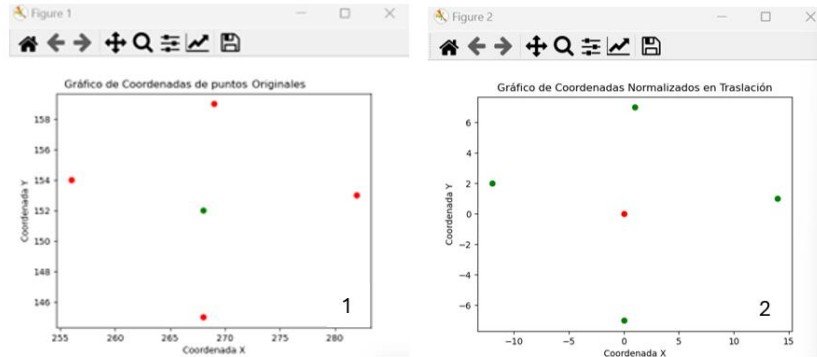 Figure 1
Gráfico de Coordenadas de puntos Originales
Coordenada Y
158
156
154
152
150
148
146
255 260 265 270 275 280
Coordenada X
1
Figure 2
Gráfico de Coordenadas Normalizados en Traslación
Coordenada Y
6
4
2
0
−2
−4
−6
−10 −5 0 5 10 15
Coordenada X
2